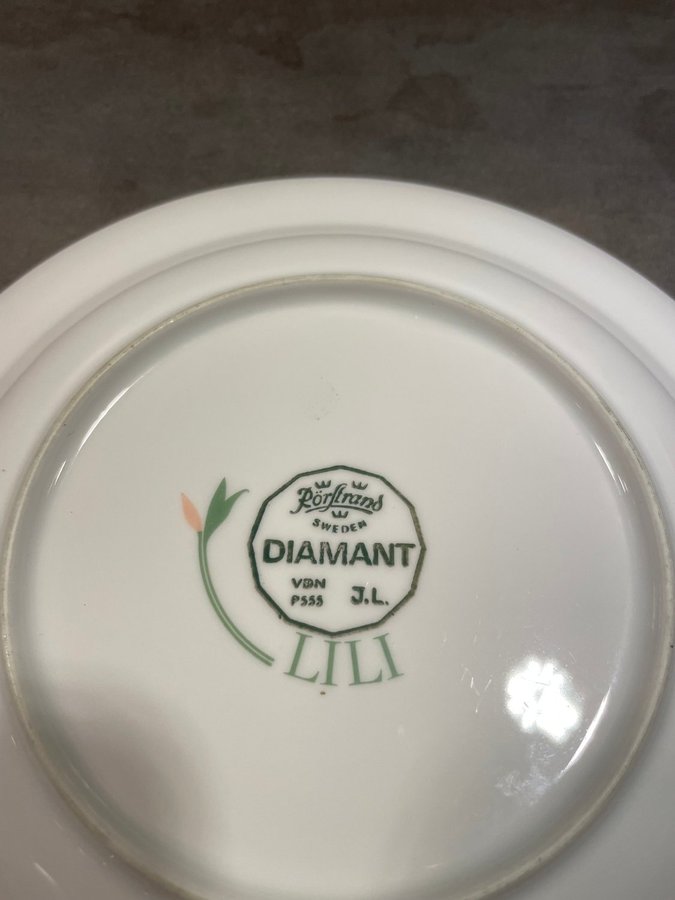 Rörstrand
SWEDEN
DIAMANT
VDN
P555 J.L.
LILI